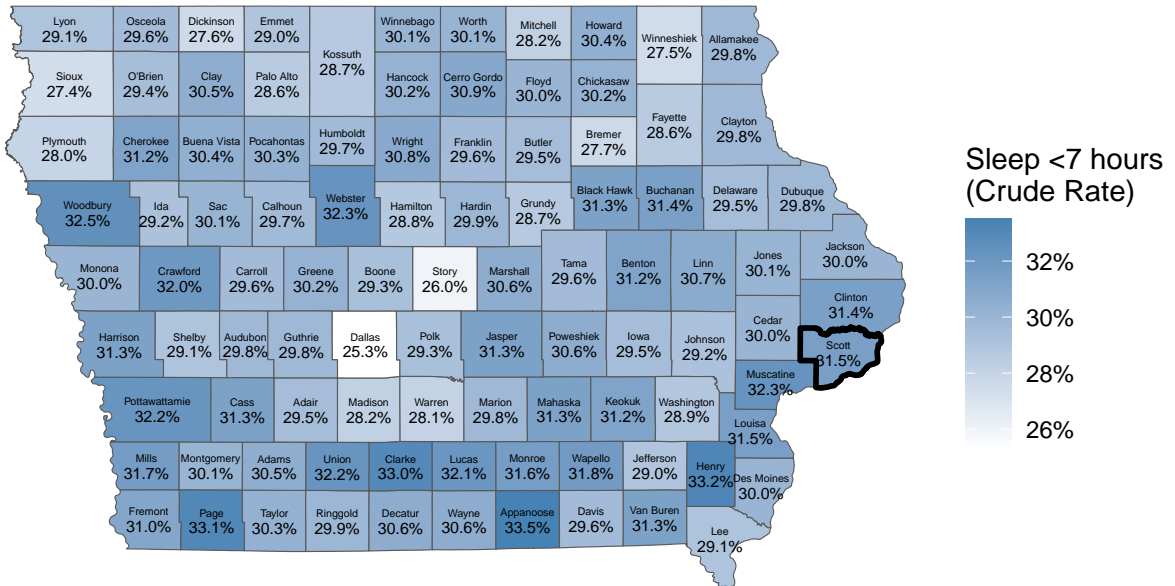 Lyon
29.1%
Osceola
29.6%
Dickinson
27.6%
Emmet
29.0%
Kossuth
28.7%
Winnebago
30.1%
Worth
30.1%
Mitchell
28.2%
Howard
30.4%
Winneshiek
27.5%
Allamakee
29.8%
Sioux
27.4%
O'Brien
29.4%
Clay
30.5%
Palo Alto
28.6%
Hancock
30.2%
Cerro Gordo
30.9%
Floyd
30.0%
Chickasaw
30.2%
Fayette
28.6%
Clayton
29.8%
Plymouth
28.0%
Cherokee
31.2%
Buena Vista
30.4%
Pocahontas
30.3%
Humboldt
29.7%
Wright
30.8%
Franklin
29.6%
Butler
29.5%
Bremer
27.7%
Woodbury
32.5%
Ida
29.2%
Sac
30.1%
Calhoun
29.7%
Webster
32.3%
Hamilton
28.8%
Hardin
29.9%
Grundy
28.7%
Black Hawk
31.3%
Buchanan
31.4%
Delaware
29.5%
Dubuque
29.8%
Monona
30.0%
Crawford
32.0%
Carroll
29.6%
Greene
30.2%
Boone
29.3%
Story
26.0%
Marshall
30.6%
Tama
29.6%
Benton
31.2%
Linn
30.7%
Jones
30.1%
Jackson
30.0%
Clinton
31.4%
Harrison
31.3%
Shelby
29.1%
Audubon
29.8%
Guthrie
29.8%
Dallas
25.3%
Polk
29.3%
Jasper
31.3%
Poweshiek
30.6%
Iowa
29.5%
Johnson
29.2%
Cedar
30.0%
Scott
31.5%
Muscatine
32.3%
Pottawattamie
32.2%
Cass
31.3%
Adair
29.5%
Madison
28.2%
Warren
28.1%
Marion
29.8%
Mahaska
31.3%
Keokuk
31.2%
Washington
28.9%
Louisa
31.5%
Mills
31.7%
Montgomery
30.1%
Adams
30.5%
Union
32.2%
Clarke
33.0%
Lucas
32.1%
Monroe
31.6%
Wapello
31.8%
Jefferson
29.0%
Henry
33.2%
Des Moines
30.0%
Fremont
31.0%
Page
33.1%
Taylor
30.3%
Ringgold
29.9%
Decatur
30.6%
Wayne
30.6%
Appanoose
33.5%
Davis
29.6%
Van Buren
31.3%
Lee
29.1%
Sleep <7 hours
(Crude Rate)
32%
30%
28%
26%